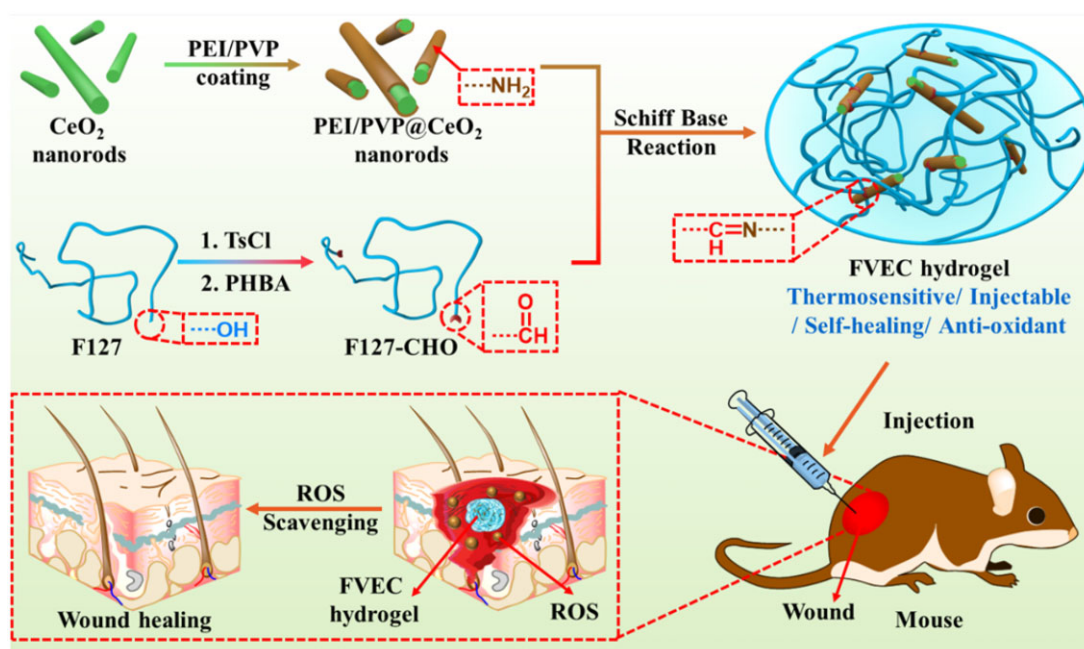 PEI/PVP
coating
CeO₂
nanorods
PEI/PVP@CeO₂
nanorods
----NH₂
Schiff Base
Reaction
----C=N----
H
FVEC hydrogel
Thermosensitive/ Injectable
/ Self-healing/ Anti-oxidant
1. TsCl
2. PHBA
F127
----OH
F127-CHO
O
----CH
Injection
Wound
Mouse
ROS
Scavenging
Wound healing
FVEC
hydrogel
ROS